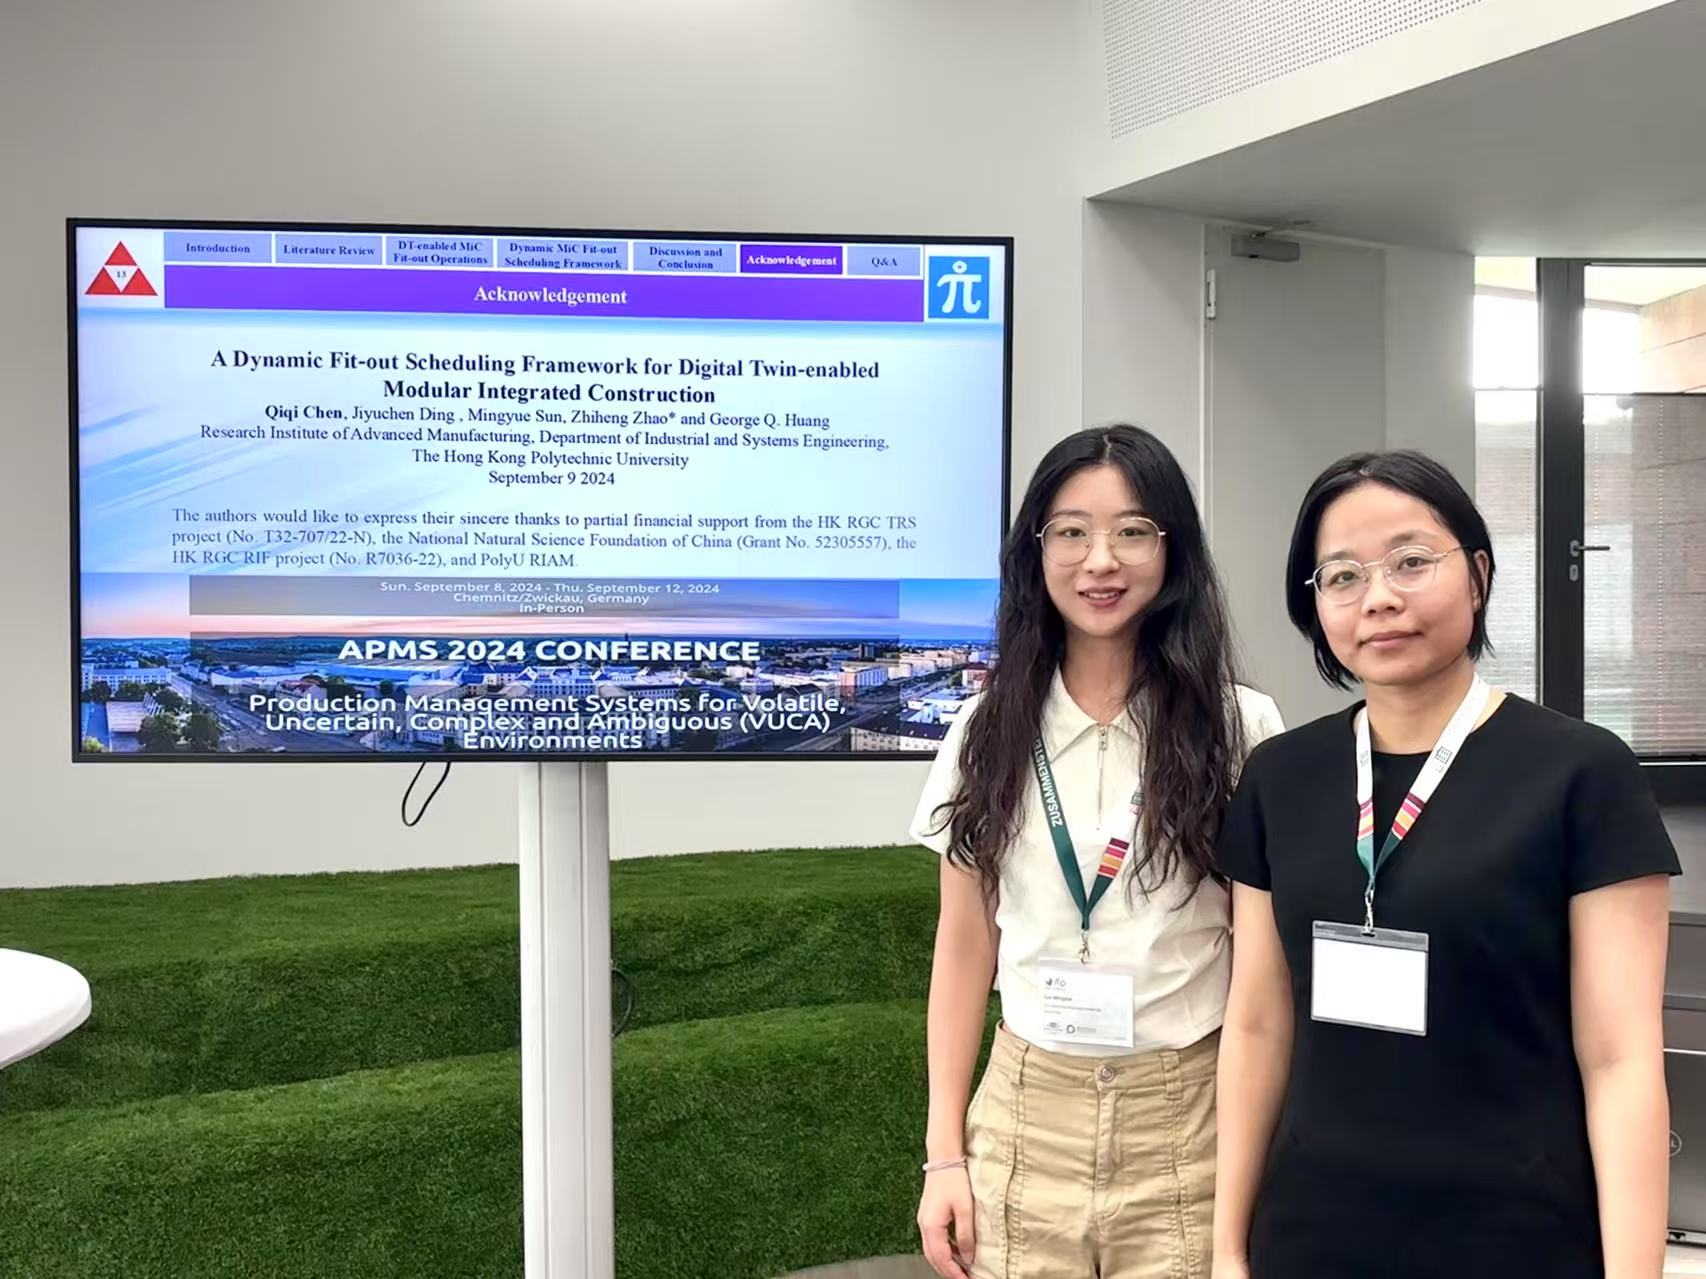 13
Introduction
Literature Review
DT-enabled MiC
Fit-out Operations
Dynamic MiC Fit-out
Scheduling Framework
Discussion and
Conclusion
Acknowledgement
Q&A
Acknowledgement
A Dynamic Fit-out Scheduling Framework for Digital Twin-enabled
Modular Integrated Construction
Qiqi Chen, Jiyuchen Ding , Mingyue Sun, Zhiheng Zhao* and George Q. Huang
Research Institute of Advanced Manufacturing, Department of Industrial and Systems Engineering,
The Hong Kong Polytechnic University
September 9 2024
The authors would like to express their sincere thanks to partial financial support from the HK RGC TRS
project (No. T32-707/22-N), the National Natural Science Foundation of China (Grant No. 52305557), the
HK RGC RIF project (No. R7036-22), and PolyU RIAM.
Sun. September 8, 2024 - Thu. September 12, 2024
Chemnitz/Zwickau, Germany
In-Person
APMS 2024 CONFERENCE
Production Management Systems for Volatile,
Uncertain, Complex and Ambiguous (VUCA)
Environments
ZUSAMMENSTE
ifip